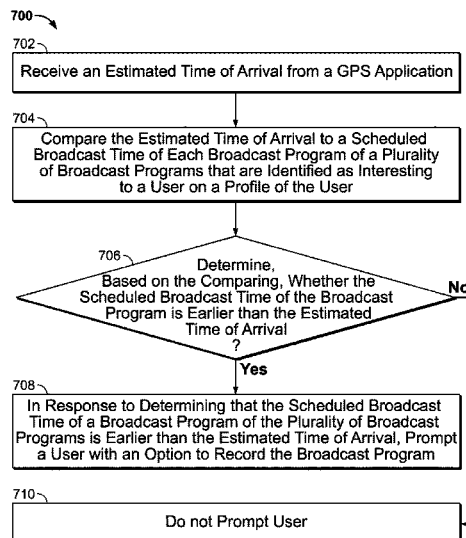 700
702
Receive an Estimated Time of Arrival from a GPS Application
704
Compare the Estimated Time of Arrival to a Scheduled
Broadcast Time of Each Broadcast Program of a Plurality
of Broadcast Programs that are Identified as Interesting
to a User on a Profile of the User
706
Determine,
Based on the Comparing, Whether the
Scheduled Broadcast Time of the Broadcast
Program is Earlier than the Estimated
Time of Arrival
?
No
Yes
708
In Response to Determining that the Scheduled Broadcast
Time of a Broadcast Program of the Plurality of Broadcast
Programs is Earlier than the Estimated Time of Arrival, Prompt
a User with an Option to Record the Broadcast Program
710
Do not Prompt User